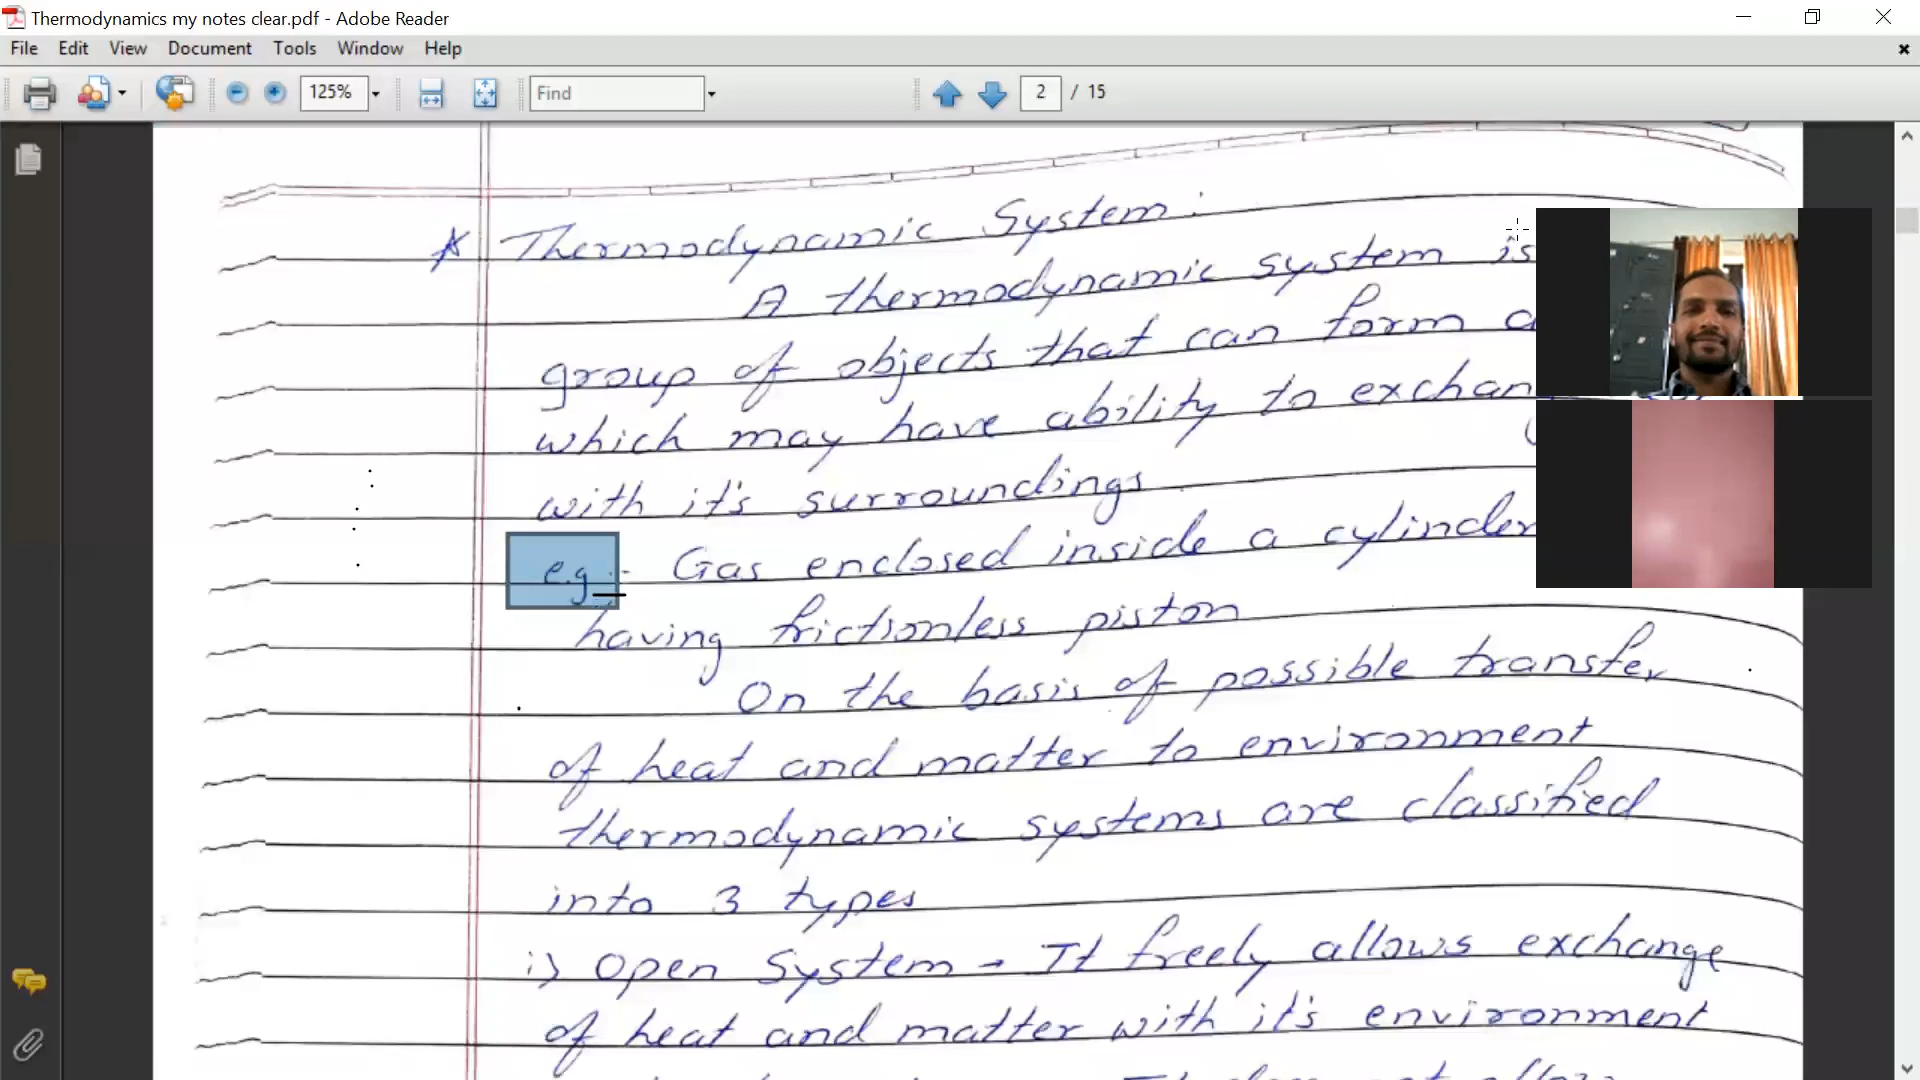 Thermodynamics my notes clear.pdf - Adobe Reader
File Edit View Document Tools Window Help
125% Find 2 / 15
* Thermodynamic System :
A thermodynamic system is
group of objects that can form a
which may have ability to exchan
with it's surroundings
e.g :- Gas enclosed inside a cylinder
having frictionless piston
On the basis of possible transfer
of heat and matter to environment
thermodynamic systems are classified
into 3 types
i) Open System - It freely allows exchange
of heat and matter with it's environment